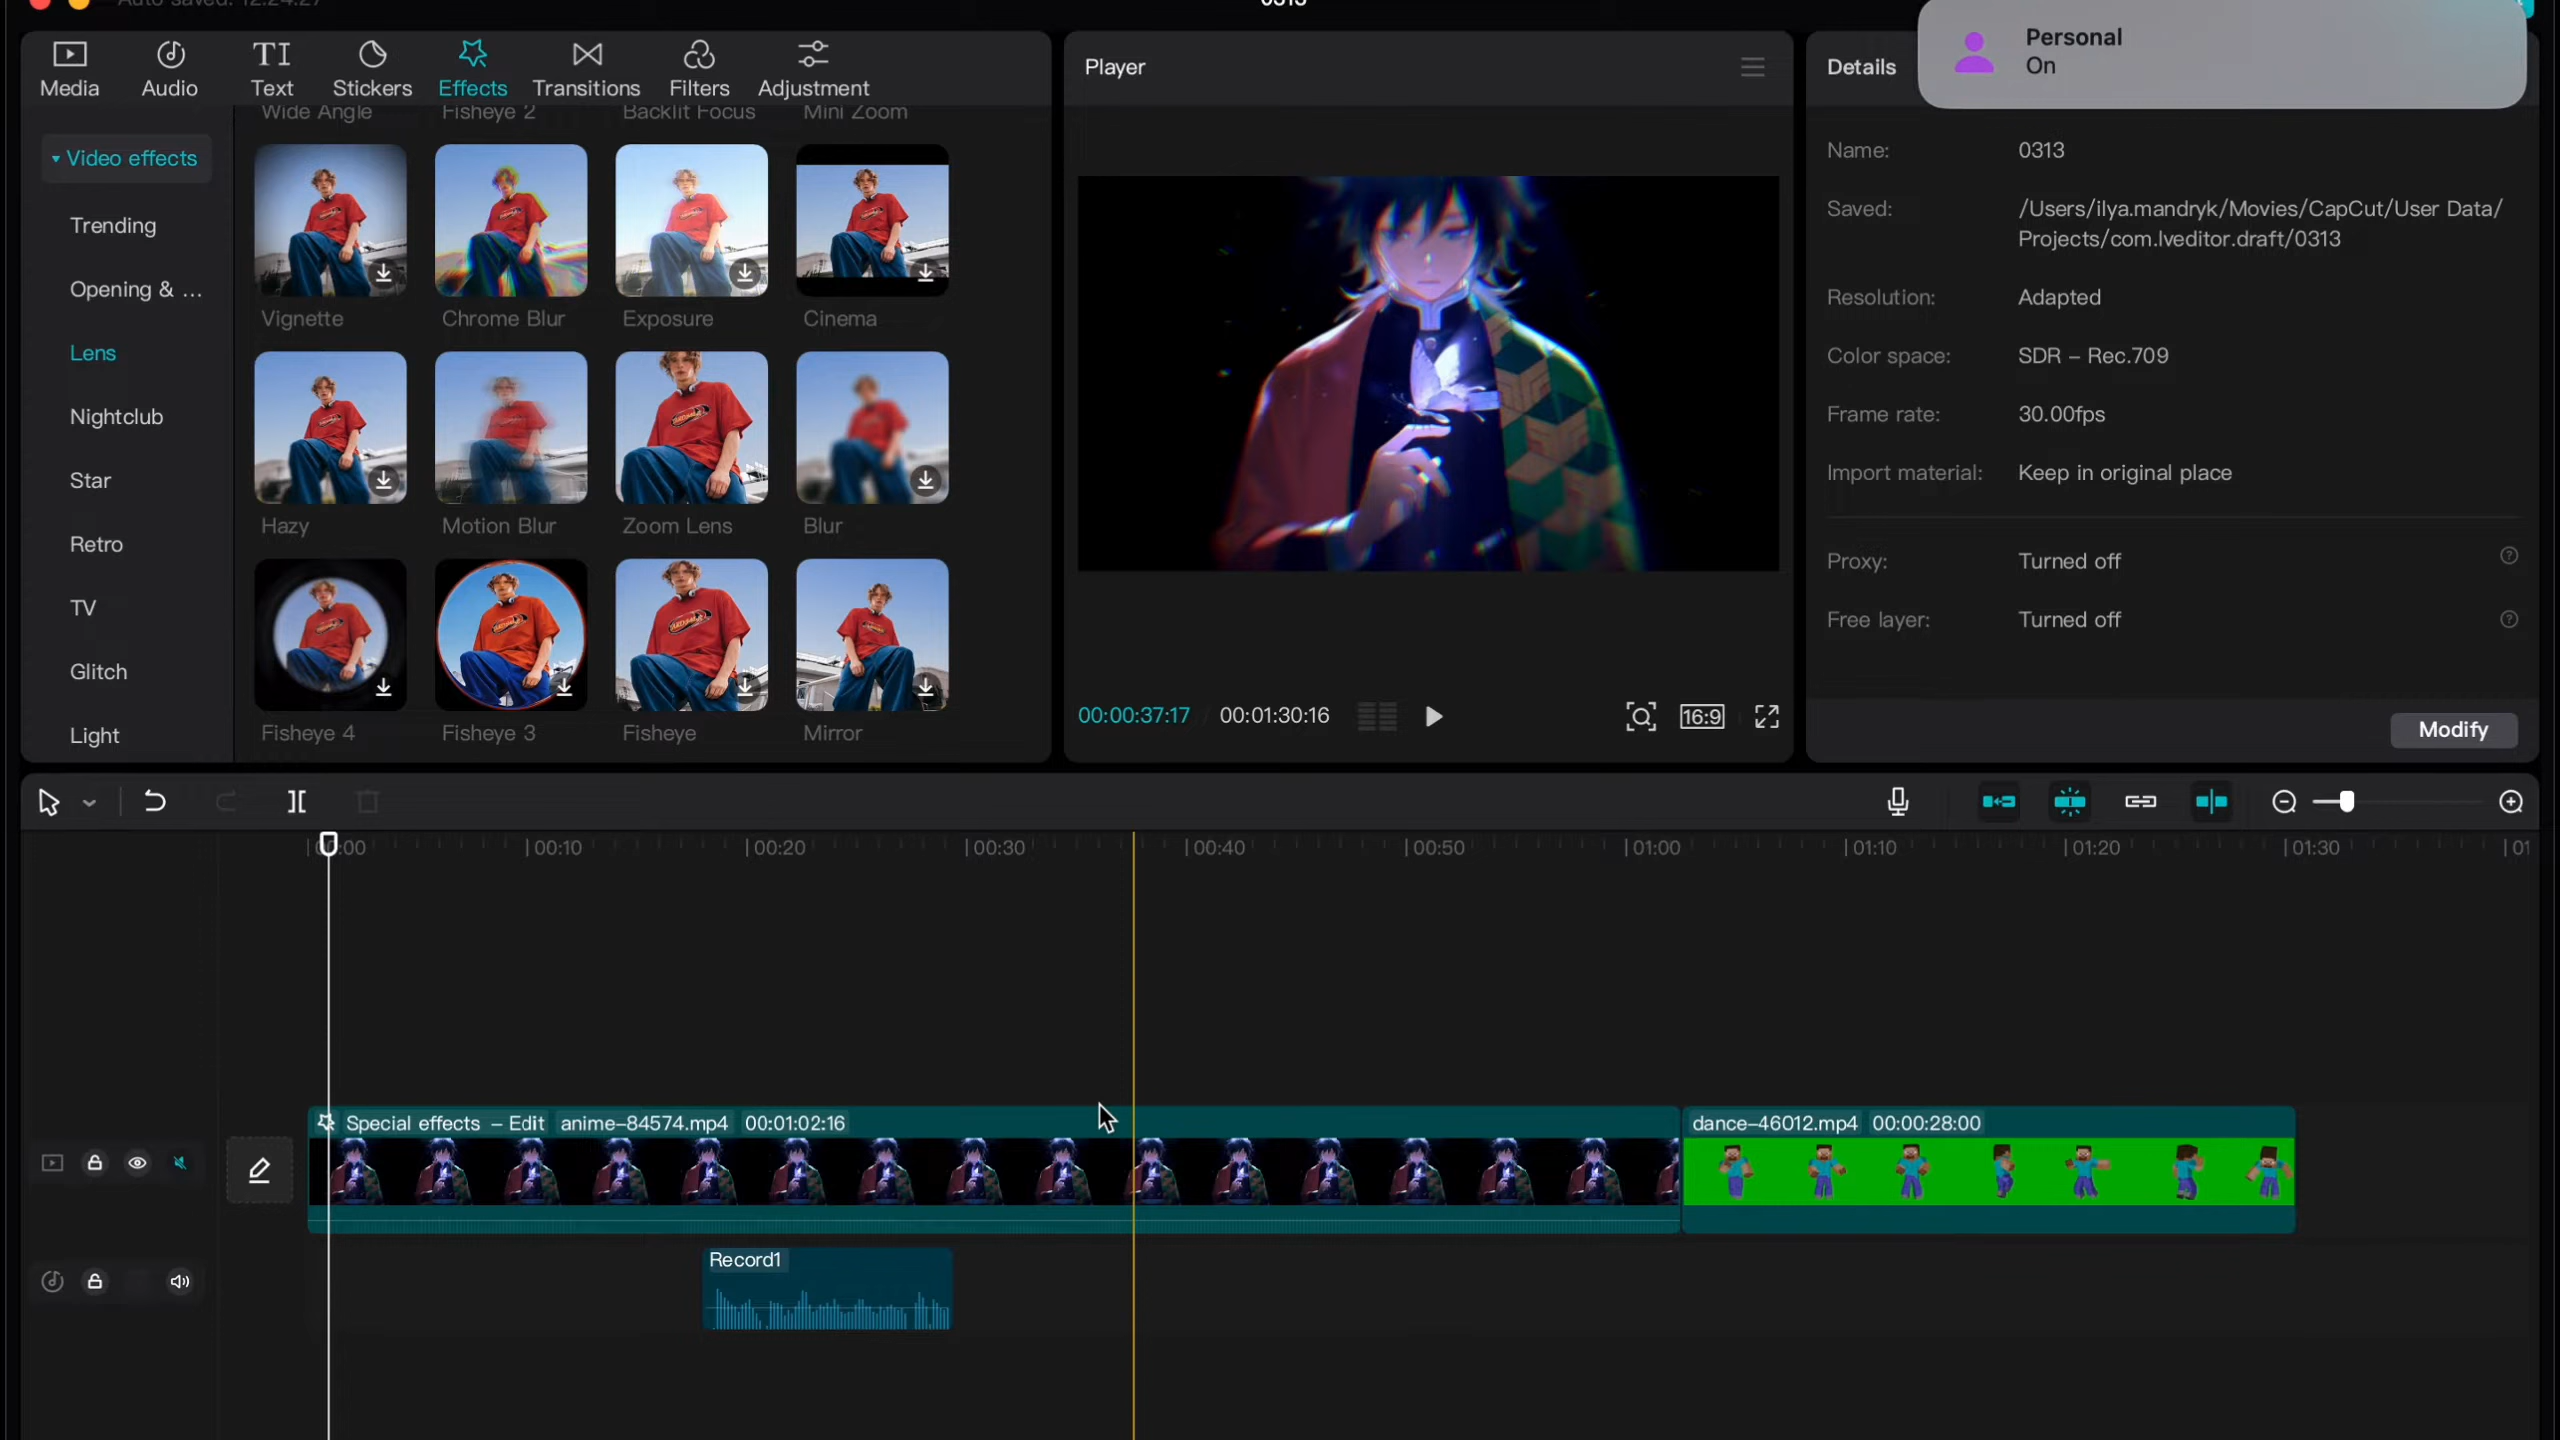 Auto saved: 12:24:27
0313
Personal
On
Media
Audio
Text
Stickers
Effects
Transitions
Filters
Adjustment
Player
Details
Wide Angle
Fisheye 2
Backlit Focus
Mini Zoom
Video effects
Trending
Opening & ...
Lens
Nightclub
Star
Retro
TV
Glitch
Light
Vignette
Chrome Blur
Exposure
Cinema
Hazy
Motion Blur
Zoom Lens
Blur
Fisheye 4
Fisheye 3
Fisheye
Mirror
00:00:37:17
00:01:30:16
16:9
Name: 0313
Saved: /Users/ilya.mandryk/Movies/CapCut/User Data/
Projects/com.lveditor.draft/0313
Resolution: Adapted
Color space: SDR – Rec.709
Frame rate: 30.00fps
Import material: Keep in original place
Proxy: Turned off
Free layer: Turned off
Modify
00:10
00:20
00:30
00:40
00:50
01:00
01:10
01:20
01:30
Special effects – Edit anime-84574.mp4 00:01:02:16
dance-46012.mp4 00:00:28:00
Record1